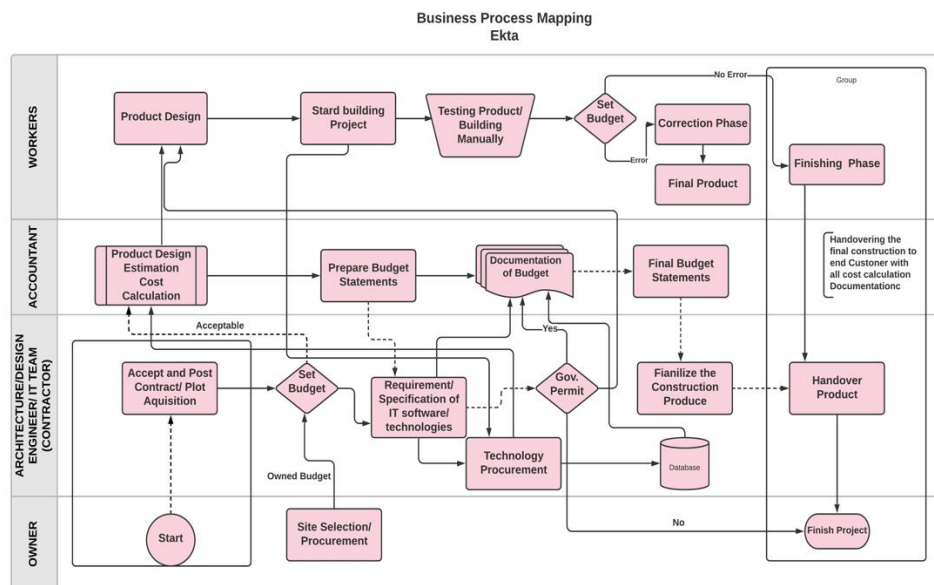 Business Process Mapping
Ekta
WORKERS
Product Design
Stard building
Project
Testing Product/
Building
Manually
Set
Budget
No Error
Error
Correction Phase
Final Product
Group
Finishing Phase
ACCOUNTANT
Product Design
Estimation
Cost
Calculation
Prepare Budget
Statements
Documentation
of Budget
Final Budget
Statements
Handovering the
final construction to
end Custoner with
all cost calculation
Documentationc
ARCHITECTURE/DESIGN
ENGINEER/ IT TEAM
(CONTRACTOR)
Acceptable
Accept and Post
Contract/ Plot
Aquisition
Set
Budget
Requirement/
Specification of
IT software/
technologies
Yes
Gov.
Permit
Fianilize the
Construction
Produce
Handover
Product
Technology
Procurement
Database
Owned Budget
OWNER
Start
Site Selection/
Procurement
No
Finish Project